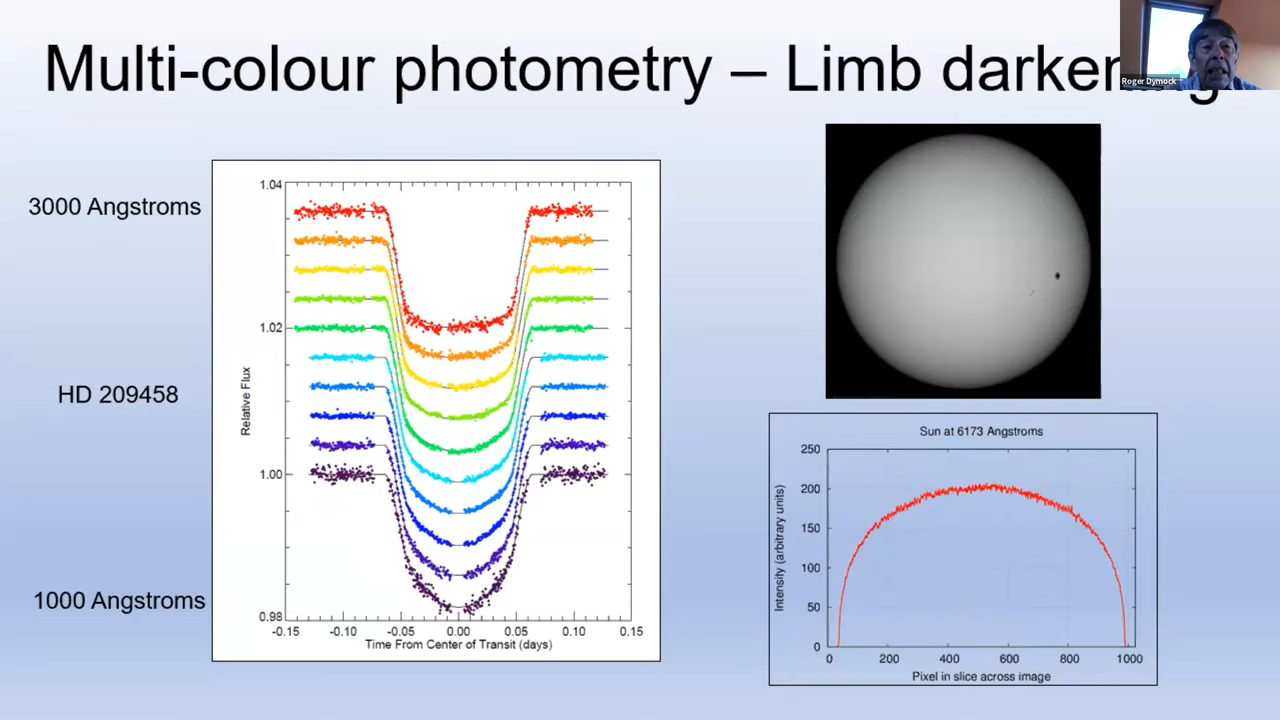 Multi-colour photometry – Limb darkening
Roger Dymock
3000 Angstroms
HD 209458
1000 Angstroms
1.04
1.02
1.00
0.98
Relative Flux
-0.15 -0.10 -0.05 0.00 0.05 0.10 0.15
Time From Center of Transit (days)
Sun at 6173 Angstroms
250
200
150
100
50
0
Intensity (arbitrary units)
0 200 400 600 800 1000
Pixel in slice across image